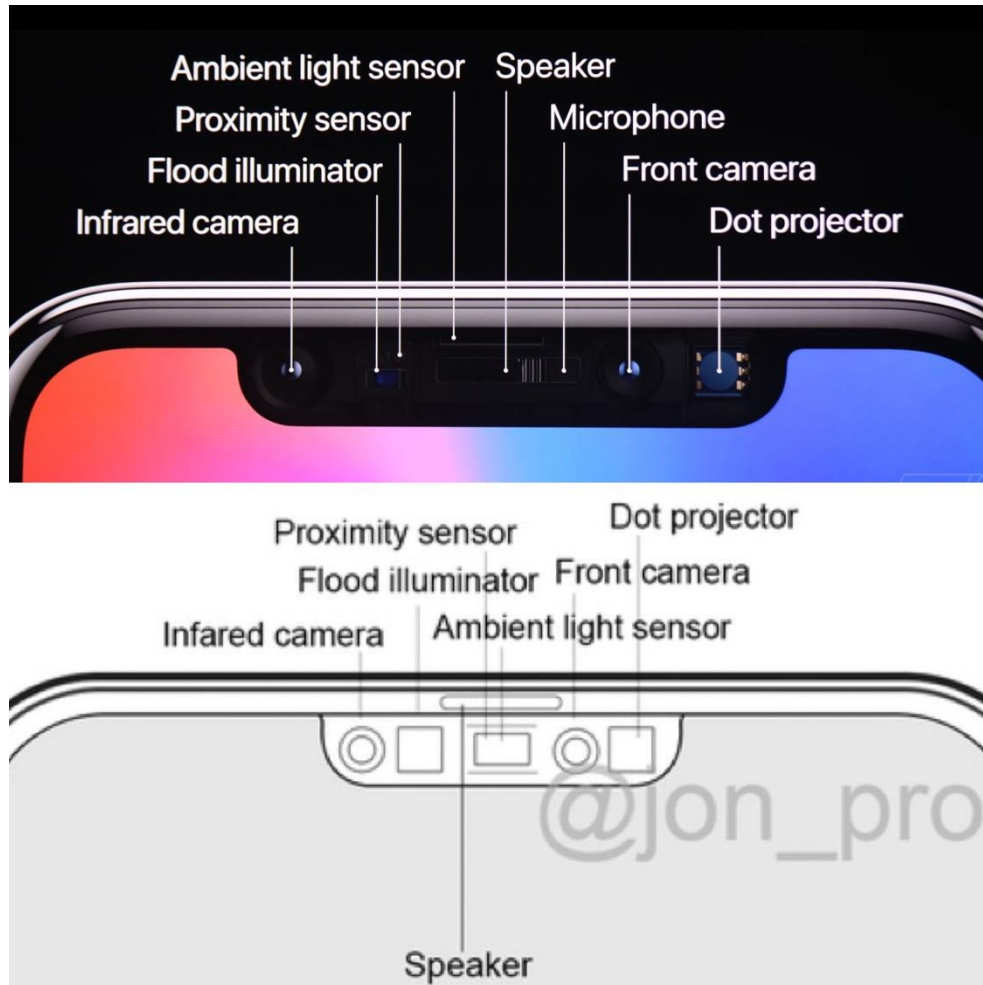 Ambient light sensor
Speaker
Proximity sensor
Microphone
Flood illuminator
Front camera
Infrared camera
Dot projector
Dot projector
Proximity sensor
Flood illuminator
Front camera
Infared camera
Ambient light sensor
@jon_pro
Speaker